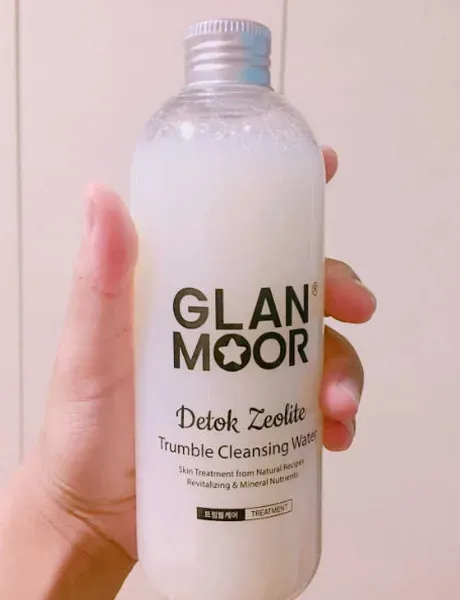 GLAN®
MOOR
Detok Zeolite
Trumble Cleansing Water
Skin Treatment from Natural Recipes
Revitalizing & Mineral Nutrients
트럼블케어 TREATMENT